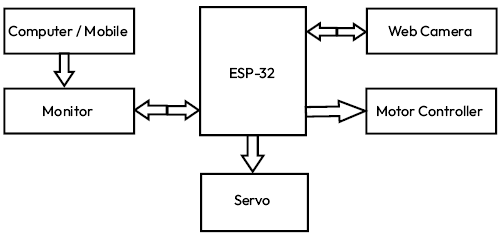 Computer / Mobile
Web Camera
ESP-32
Monitor
Motor Controller
Servo